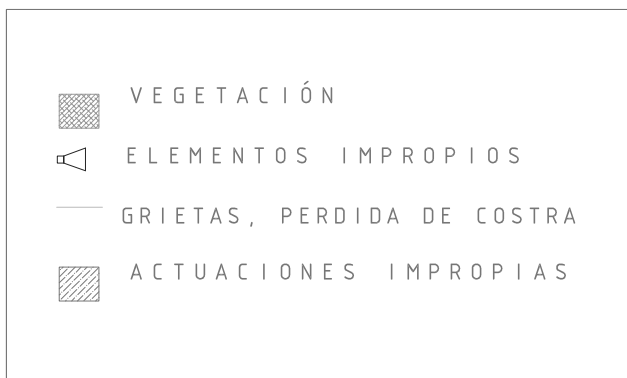 VEGETACIÓN
ELEMENTOS IMPROPIOS
GRIETAS, PERDIDA DE COSTRA
ACTUACIONES IMPROPIAS